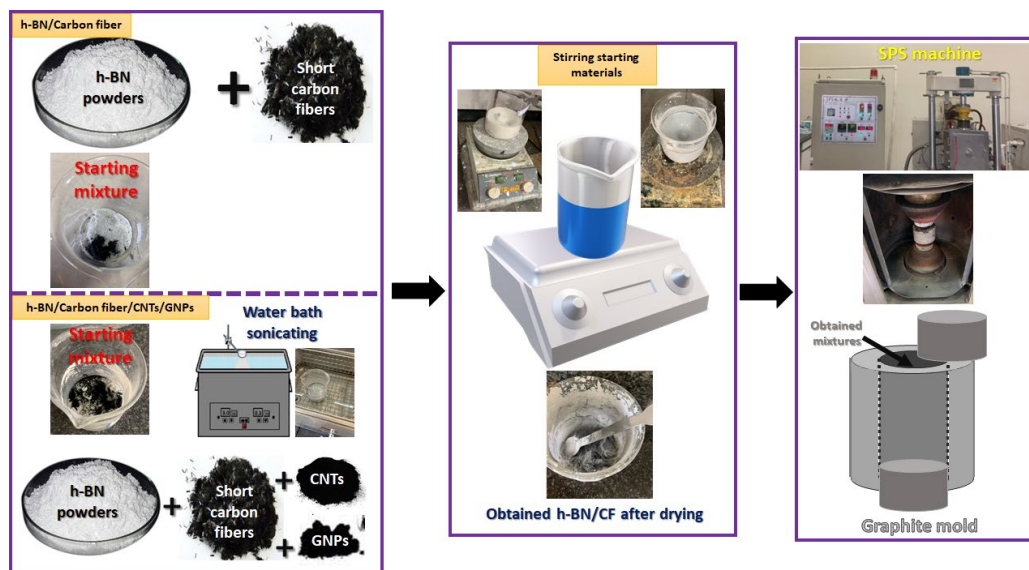 h-BN/Carbon fiber
h-BN
powders
+
Short
carbon
fibers
Starting
mixture
h-BN/Carbon fiber/CNTs/GNPs
Starting
mixture
Water bath
sonicating
h-BN
powders
+
Short
carbon
fibers
+
CNTs
+
GNPs
Stirring starting
materials
Obtained h-BN/CF after drying
SPS machine
Obtained
mixtures
Graphite mold